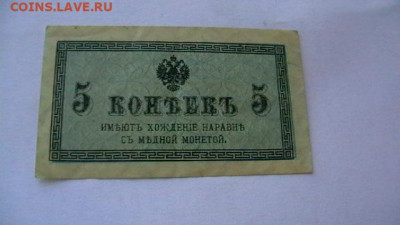 COINS.LAVE.RU
5 КОПѢЕКЪ 5
ИМѢЮТЪ ХОЖДЕНІЕ НАРАВНѢ
СЪ МѢДНОЙ МОНЕТОЙ.